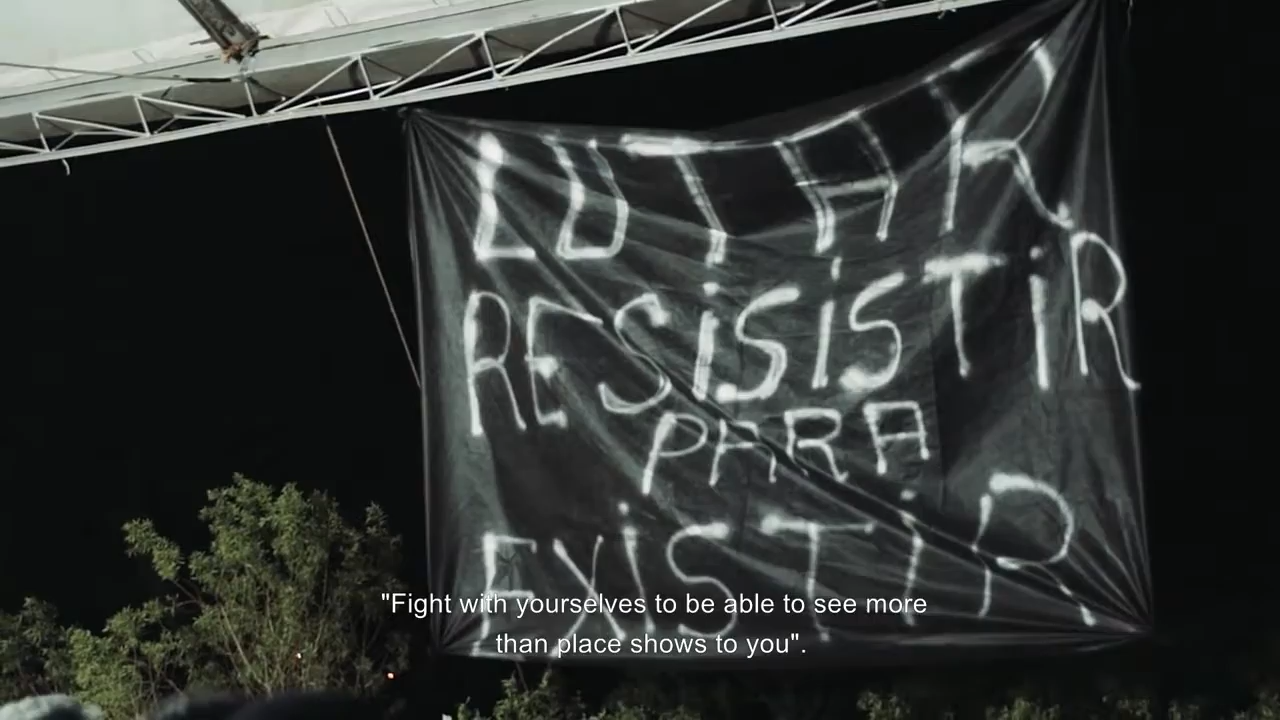 LUTAR
RESiSiSTiR
PARA
EXiSTiR
"Fight with yourselves to be able to see more
than place shows to you".